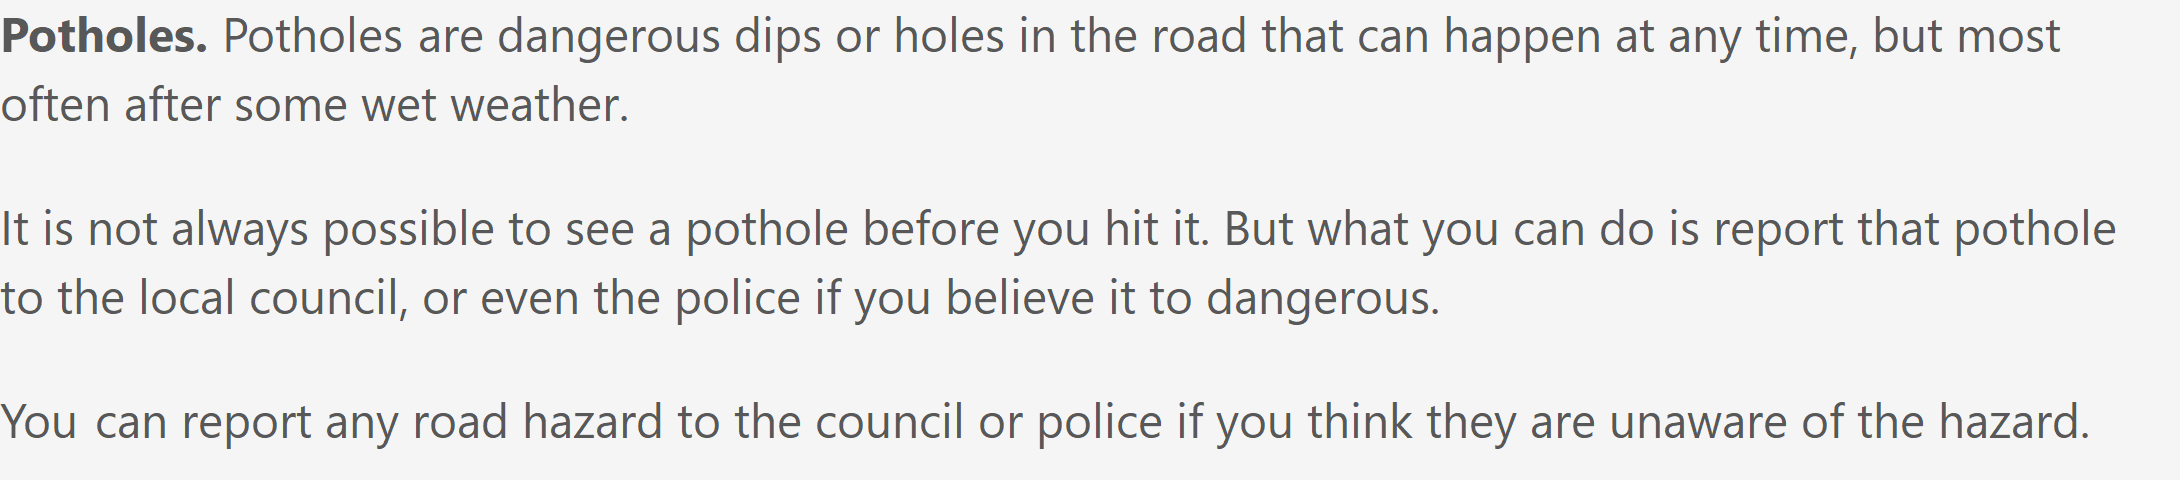 Potholes. Potholes are dangerous dips or holes in the road that can happen at any time, but most
often after some wet weather.
It is not always possible to see a pothole before you hit it. But what you can do is report that pothole
to the local council, or even the police if you believe it to dangerous.
You can report any road hazard to the council or police if you think they are unaware of the hazard.